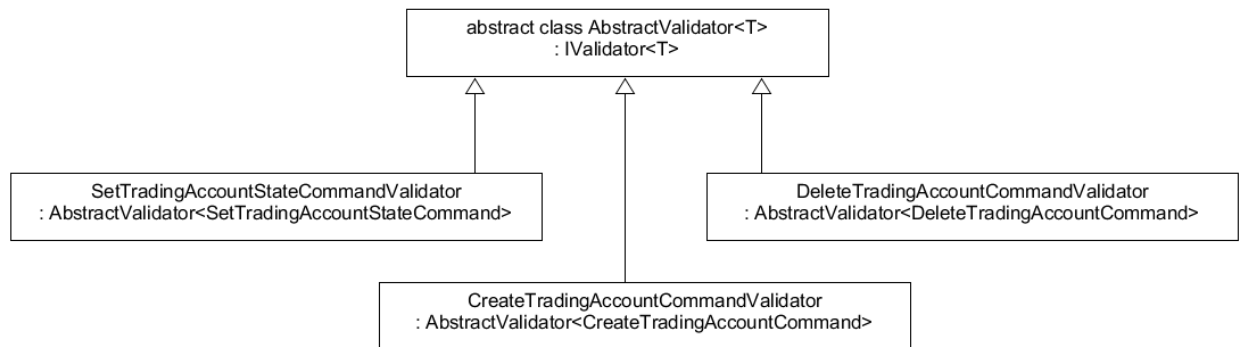 abstract class AbstractValidator<T>
: IValidator<T>
SetTradingAccountStateCommandValidator
: AbstractValidator<SetTradingAccountStateCommand>
DeleteTradingAccountCommandValidator
: AbstractValidator<DeleteTradingAccountCommand>
CreateTradingAccountCommandValidator
: AbstractValidator<CreateTradingAccountCommand>